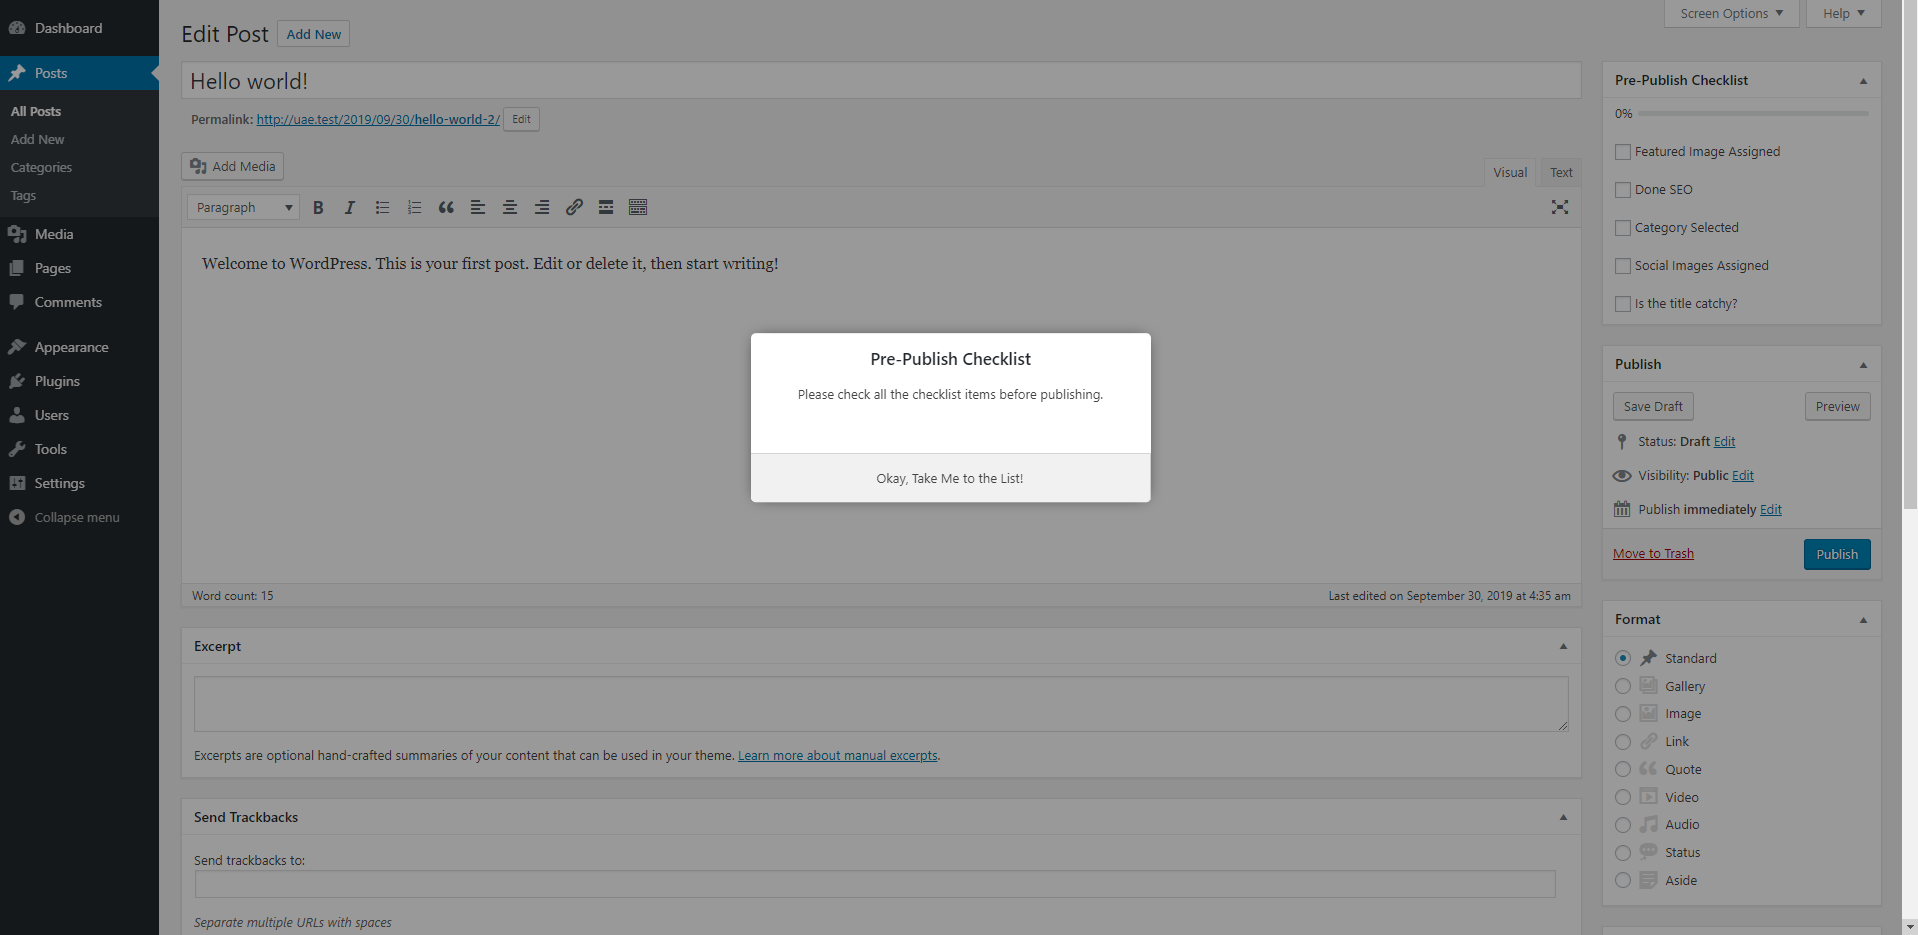 Dashboard
Posts
All Posts
Add New
Categories
Tags
Media
Pages
Comments
Appearance
Plugins
Users
Tools
Settings
Collapse menu
Screen Options
Help
Edit Post
Add New
Hello world!
Permalink: http://uae.test/2019/09/30/hello-world-2/ Edit
Add Media
Visual
Text
Paragraph
Welcome to WordPress. This is your first post. Edit or delete it, then start writing!
Pre-Publish Checklist
Please check all the checklist items before publishing.
Okay, Take Me to the List!
Word count: 15
Last edited on September 30, 2019 at 4:35 am
Excerpt
Excerpts are optional hand-crafted summaries of your content that can be used in your theme. Learn more about manual excerpts.
Send Trackbacks
Send trackbacks to:
Separate multiple URLs with spaces
Pre-Publish Checklist
0%
Featured Image Assigned
Done SEO
Category Selected
Social Images Assigned
Is the title catchy?
Publish
Save Draft
Preview
Status: Draft Edit
Visibility: Public Edit
Publish immediately Edit
Move to Trash
Publish
Format
Standard
Gallery
Image
Link
Quote
Video
Audio
Status
Aside